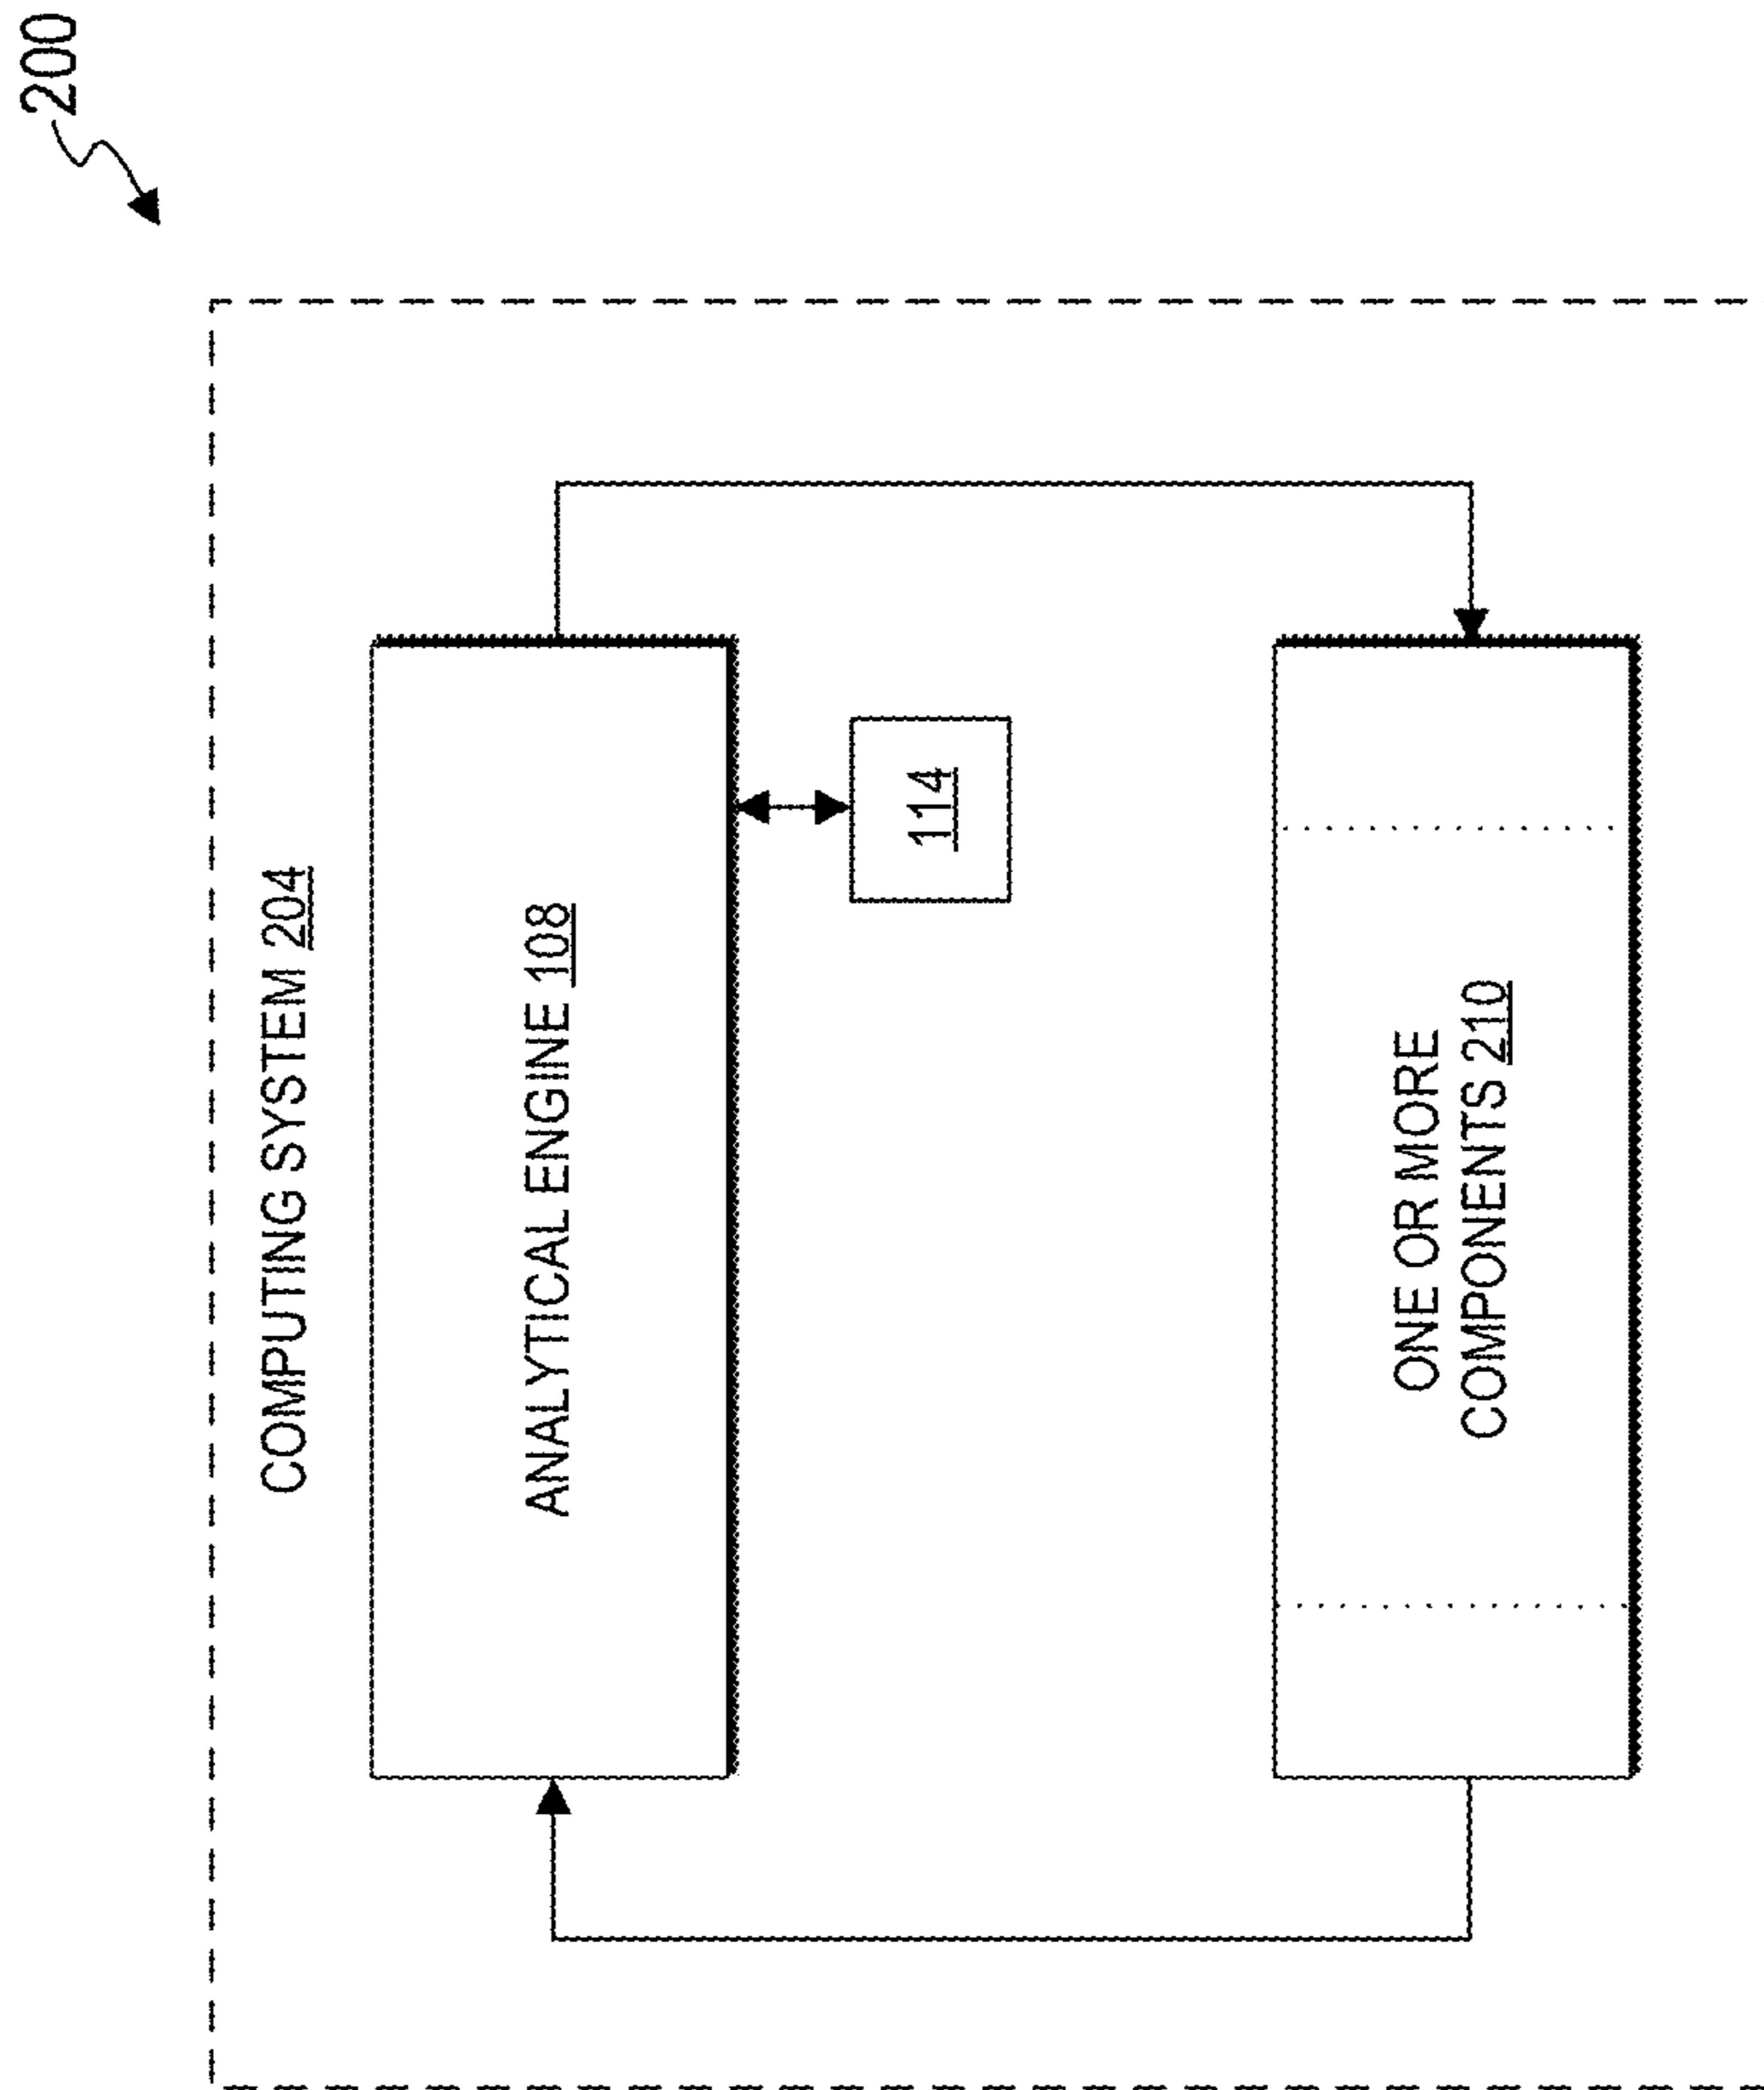 200
COMPUTING SYSTEM 204
ANALYTICAL ENGINE 108
114
ONE OR MORE
COMPONENTS 210